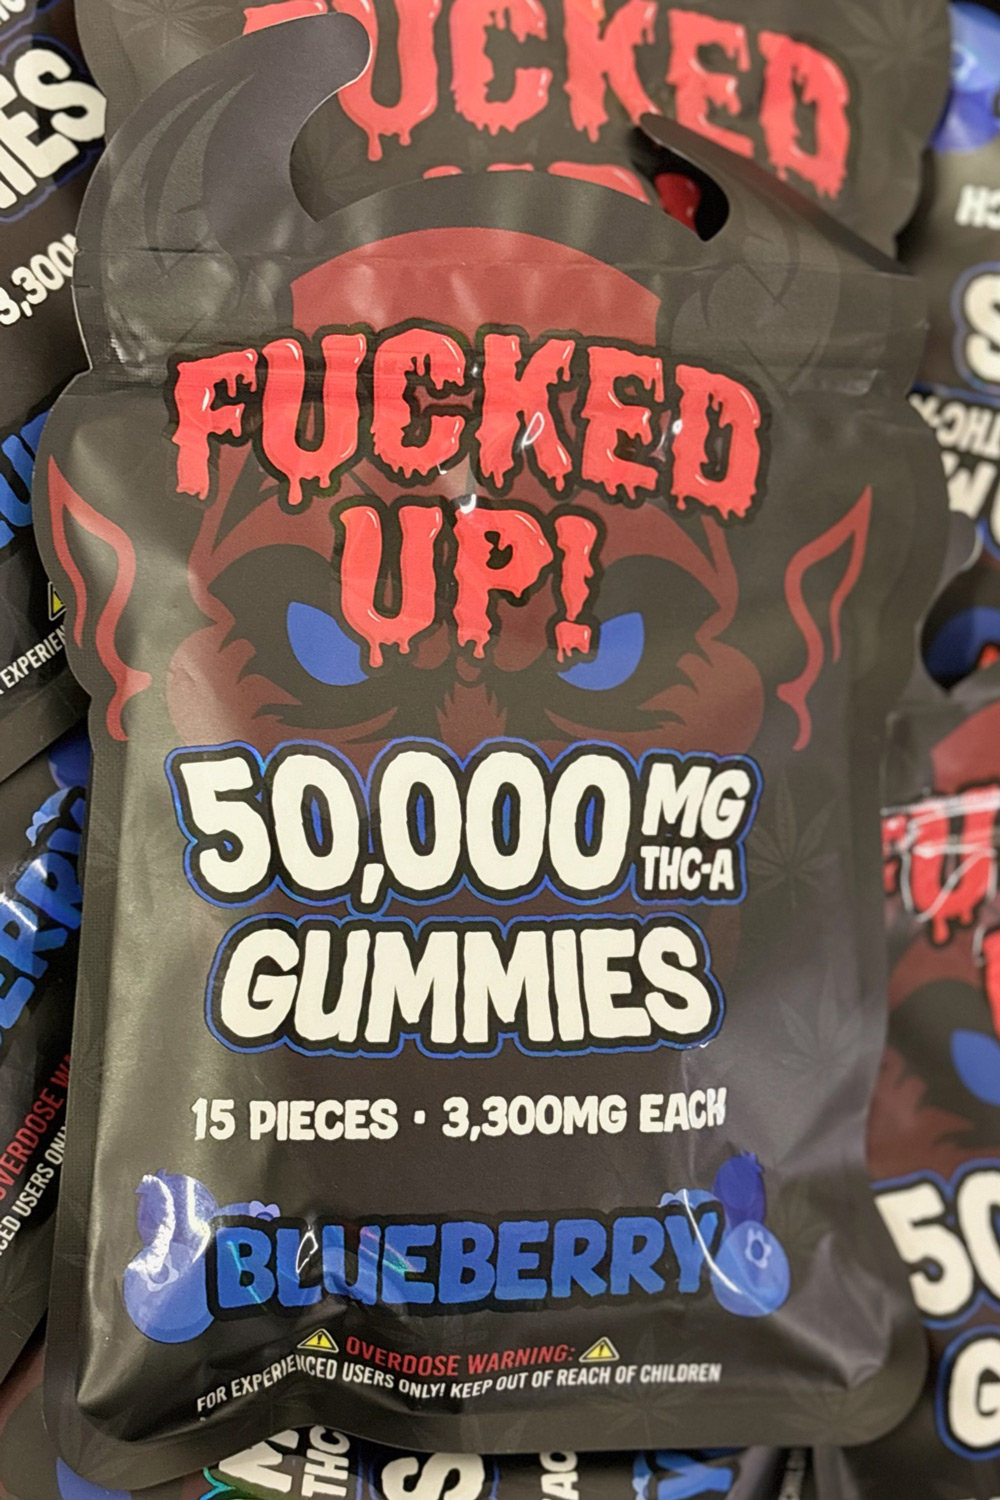 FUCKED
UP!
50,000 MG
THC-A
GUMMIES
15 PIECES · 3,300MG EACH
BLUEBERRY
OVERDOSE WARNING:
FOR EXPERIENCED USERS ONLY! KEEP OUT OF REACH OF CHILDREN